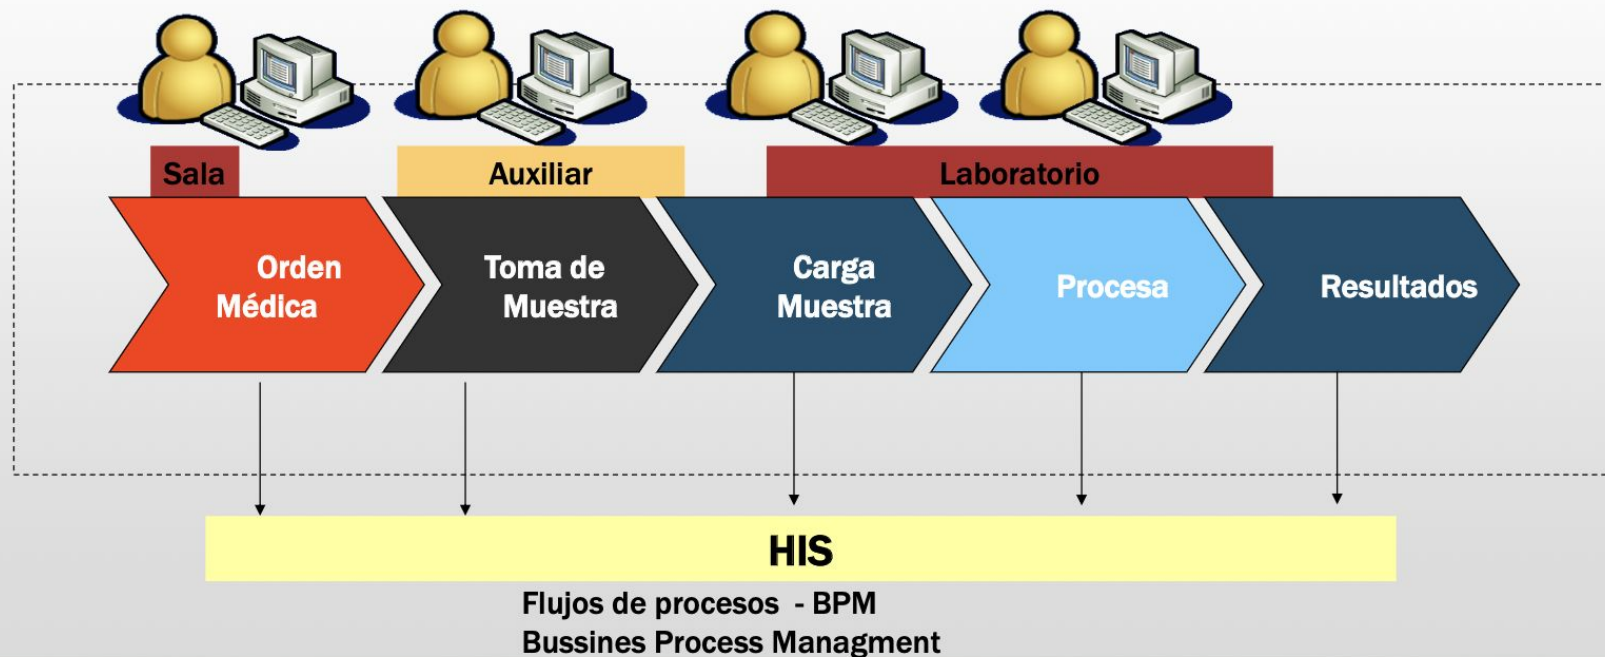 Sala
Auxiliar
Laboratorio
Orden
Médica
Toma de
Muestra
Carga
Muestra
Procesa
Resultados
HIS
Flujos de procesos - BPM
Bussines Process Managment